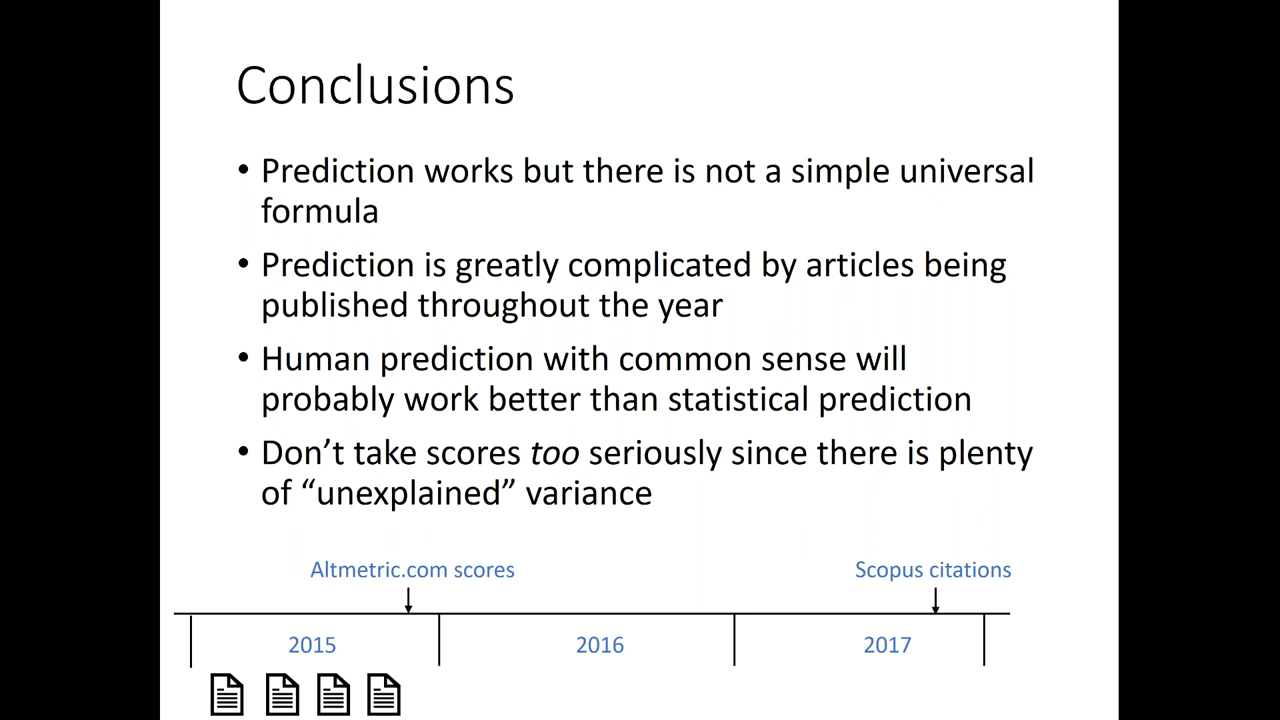 Conclusions
• Prediction works but there is not a simple universal
formula
• Prediction is greatly complicated by articles being
published throughout the year
• Human prediction with common sense will
probably work better than statistical prediction
• Don’t take scores too seriously since there is plenty
of “unexplained” variance
Altmetric.com scores
Scopus citations
2015
2016
2017